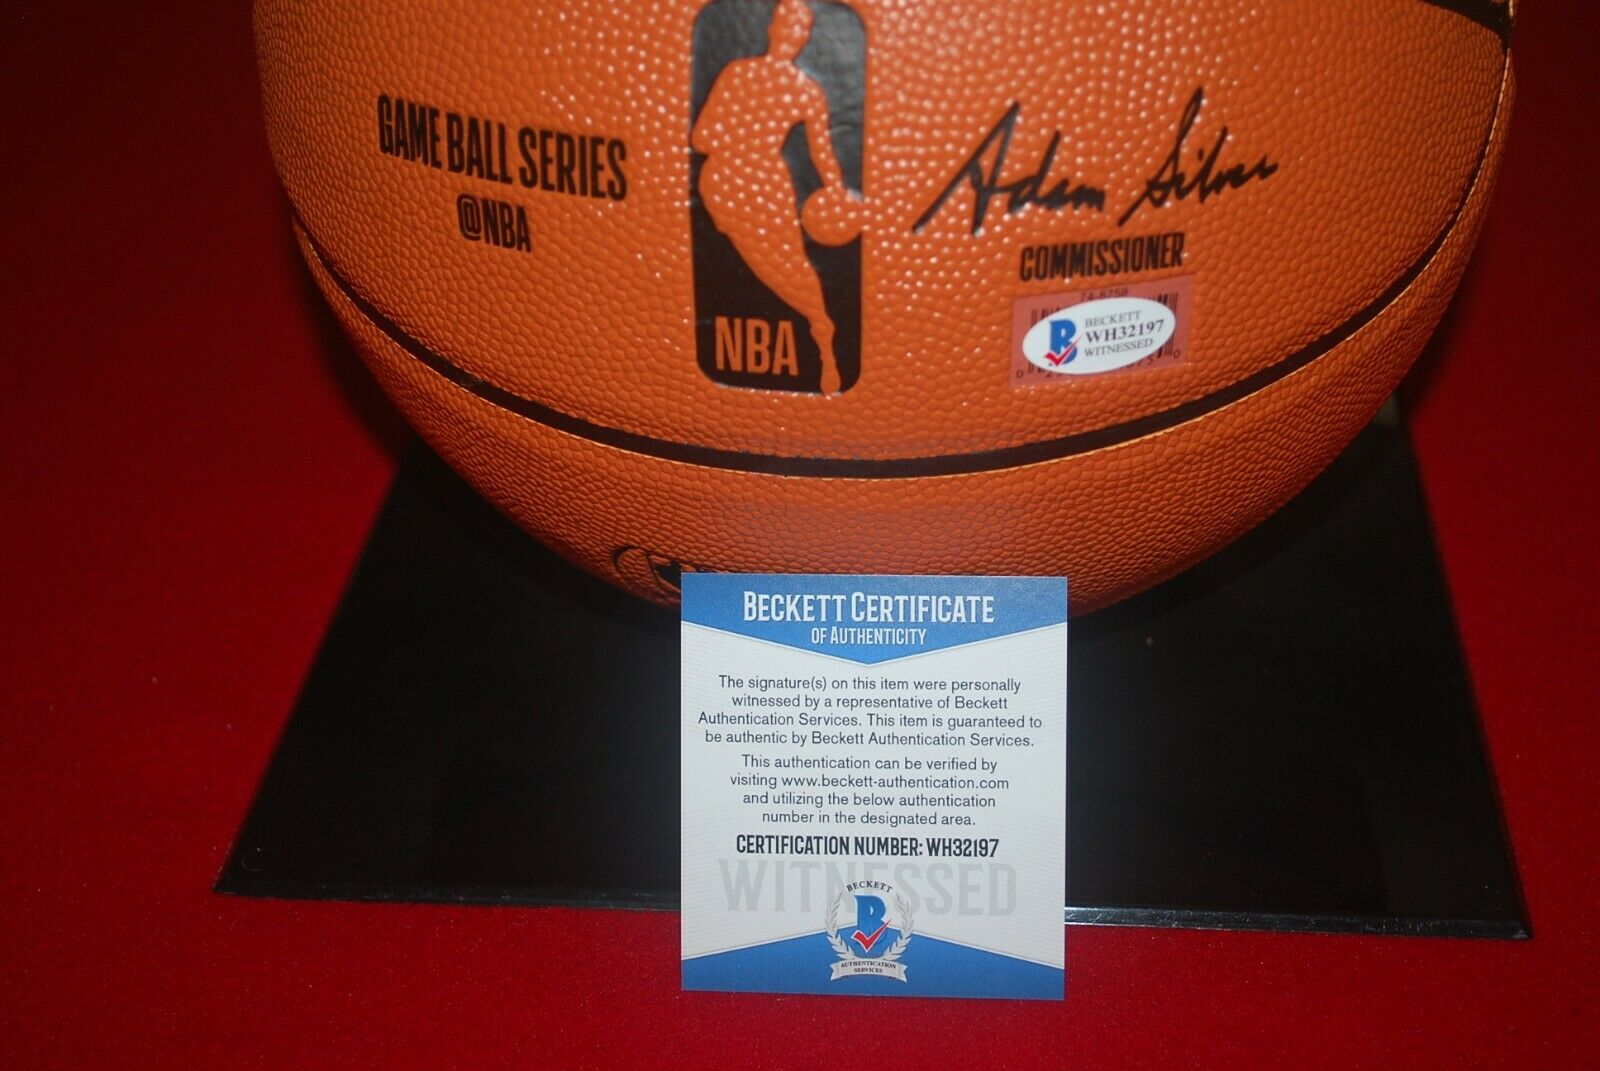 GAME BALL SERIES
@NBA
NBA
Adam Silver
COMMISSIONER
74-8758
BECKETT
WH32197
WITNESSED
BECKETT CERTIFICATE
OF AUTHENTICITY
The signature(s) on this item were personally
witnessed by a representative of Beckett
Authentication Services. This item is guaranteed to
be authentic by Beckett Authentication Services.
This authentication can be verified by
visiting www.beckett-authentication.com
and utilizing the below authentication
number in the designated area.
CERTIFICATION NUMBER: WH32197
WITNESSED
BECKETT
B
AUTHENTICATION
SERVICES